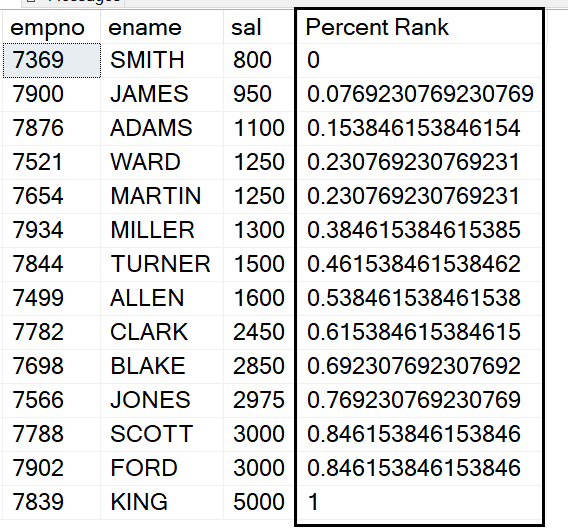 Messages
empno ename sal Percent Rank
7369 SMITH 800 0
7900 JAMES 950 0.0769230769230769
7876 ADAMS 1100 0.153846153846154
7521 WARD 1250 0.230769230769231
7654 MARTIN 1250 0.230769230769231
7934 MILLER 1300 0.384615384615385
7844 TURNER 1500 0.461538461538462
7499 ALLEN 1600 0.538461538461538
7782 CLARK 2450 0.615384615384615
7698 BLAKE 2850 0.692307692307692
7566 JONES 2975 0.769230769230769
7788 SCOTT 3000 0.846153846153846
7902 FORD 3000 0.846153846153846
7839 KING 5000 1